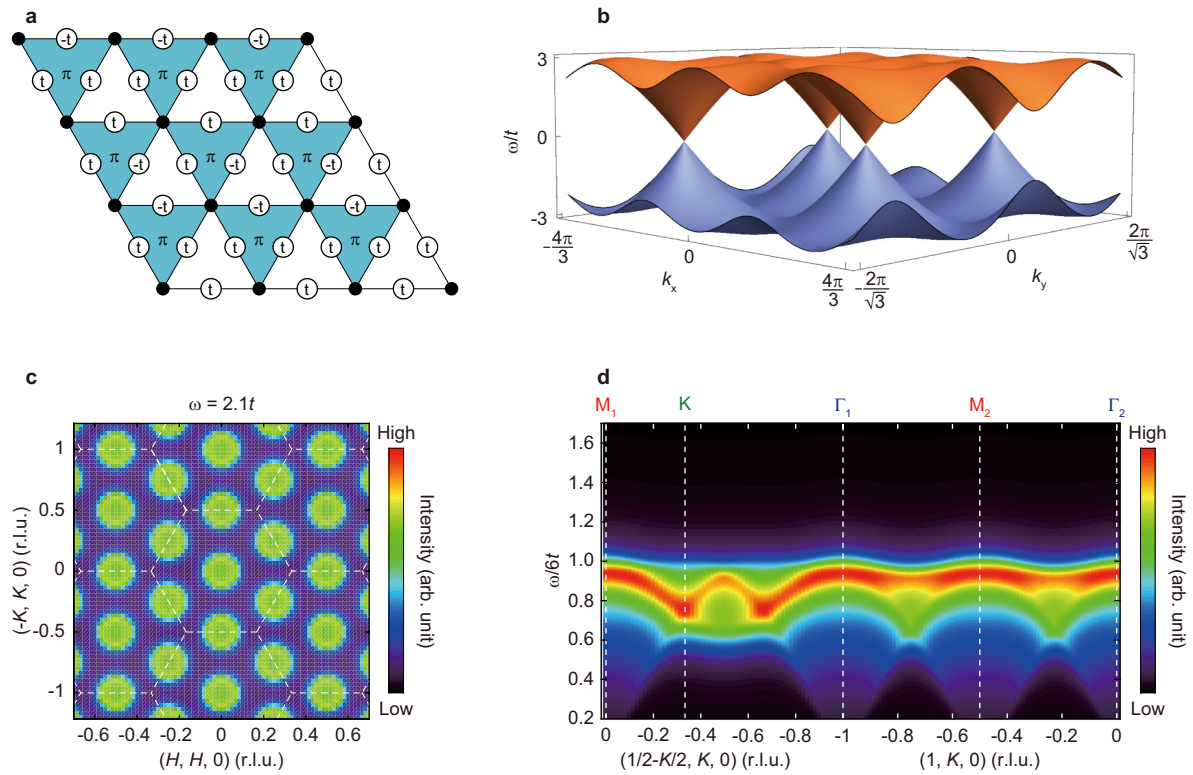 a
-t -t -t
t π t t π t t π t t
t t t
t π -t t π -t t π -t t
-t -t -t
t π t t π t t π t t
t t t
b
3
0
-3
ω/t
-4π/3
0
4π/3
k_x
-2π/√3
0
2π/√3
k_y
c
ω = 2.1t
1
0.5
0
-0.5
-1
(-K, K, 0) (r.l.u.)
-0.6 -0.4 -0.2 0 0.2 0.4 0.6
(H, H, 0) (r.l.u.)
High
Intensity (arb. unit)
Low
d
M₁ K Γ₁ M₂ Γ₂
1.6
1.4
1.2
1.0
0.8
0.6
0.4
0.2
ω/6t
0 -0.2 -0.4 -0.6 -0.8 -1 -0.8 -0.6 -0.4 -0.2 -0
(1/2-K/2, K, 0) (r.l.u.)
(1, K, 0) (r.l.u.)
High
Intensity (arb. unit)
Low